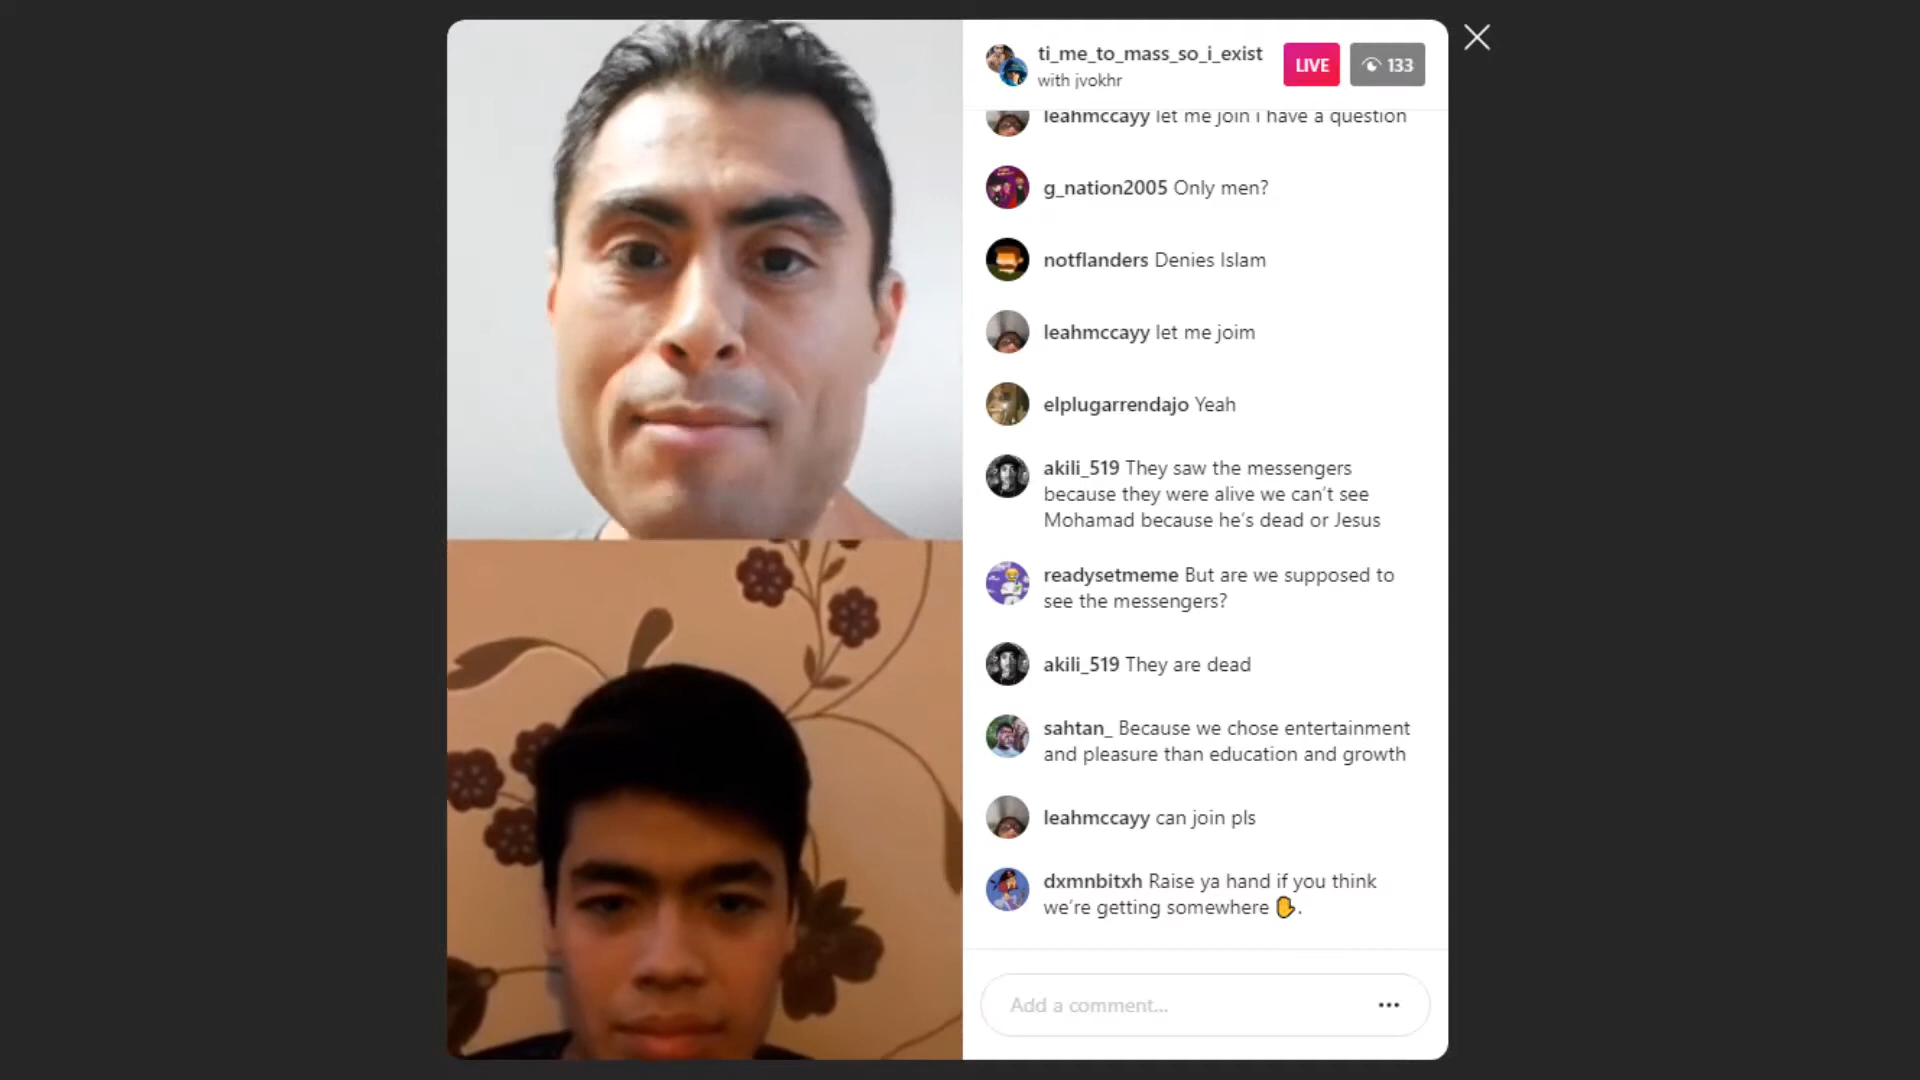 ti_me_to_mass_so_i_exist
with jvokhr
LIVE
133
leahmccayy let me join i have a question
g_nation2005 Only men?
notflanders Denies Islam
leahmccayy let me joim
elplugarrendajo Yeah
akili_519 They saw the messengers
because they were alive we can't see
Mohamad because he's dead or Jesus
readysetmeme But are we supposed to
see the messengers?
akili_519 They are dead
sahtan_ Because we chose entertainment
and pleasure than education and growth
leahmccayy can join pls
dxmnbitxh Raise ya hand if you think
we're getting somewhere ✋.
Add a comment...